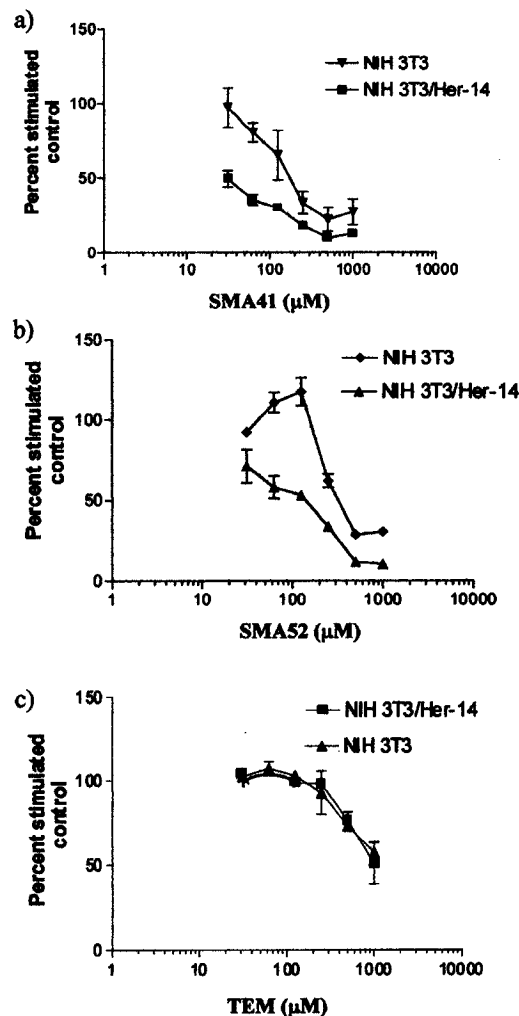 a)
150
100
50
0
Percent stimulated
control
NIH 3T3
NIH 3T3/Her-14
1
10
100
1000
10000
SMA41 (µM)
b)
150
100
50
0
Percent stimulated
control
NIH 3T3
NIH 3T3/Her-14
1
10
100
1000
10000
SMA52 (µM)
c)
150
100
50
0
Percent stimulated
control
NIH 3T3/Her-14
NIH 3T3
1
10
100
1000
10000
TEM (µM)